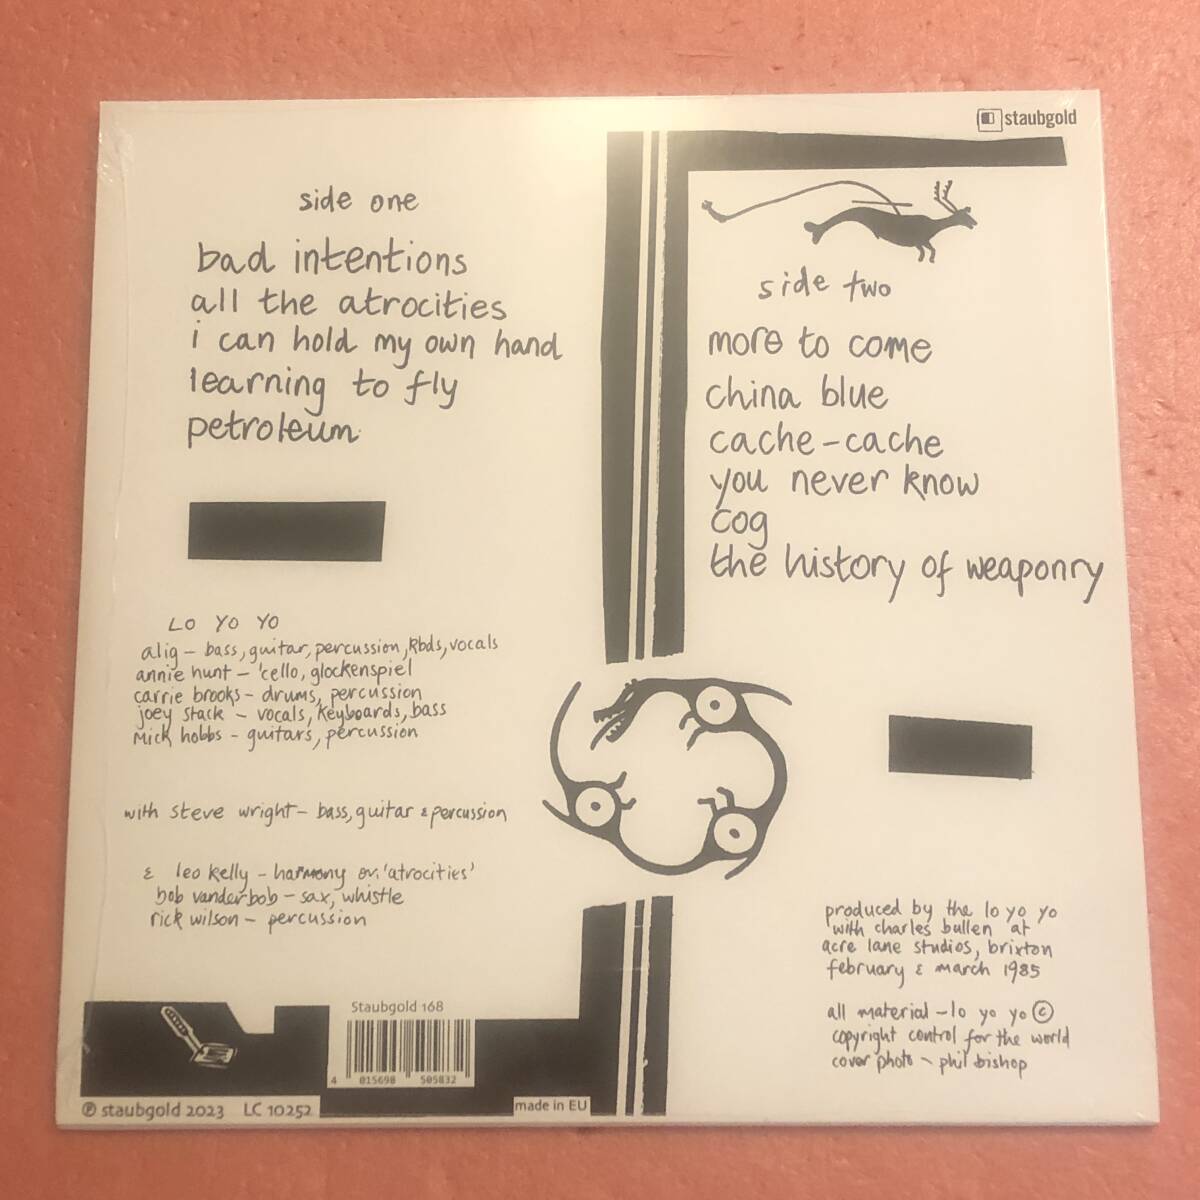 staubgold
side one
bad intentions
all the atrocities
i can hold my own hand
learning to fly
petroleum
side two
more to come
china blue
cache-cache
you never know
cog
the history of weaponry
LO YO YO
alig - bass, guitar, percussion, kbds, vocals
annie hunt - 'cello, glockenspiel
carrie brooks - drums, percussion
joey stack - vocals, keyboards, bass
mick hobbs - guitars, percussion
with steve wright - bass, guitar & percussion
& leo kelly - harmony on 'atrocities'
bob vanderbob - sax, whistle
rick wilson - percussion
produced by the lo yo yo
with charles bullen at
acre lane studios, brixton
february & march 1985
all material - lo yo yo ©
copyright control for the world
cover photo - phil bishop
Staubgold 168
4 015698 505832
℗ staubgold 2023 LC 10252
made in EU